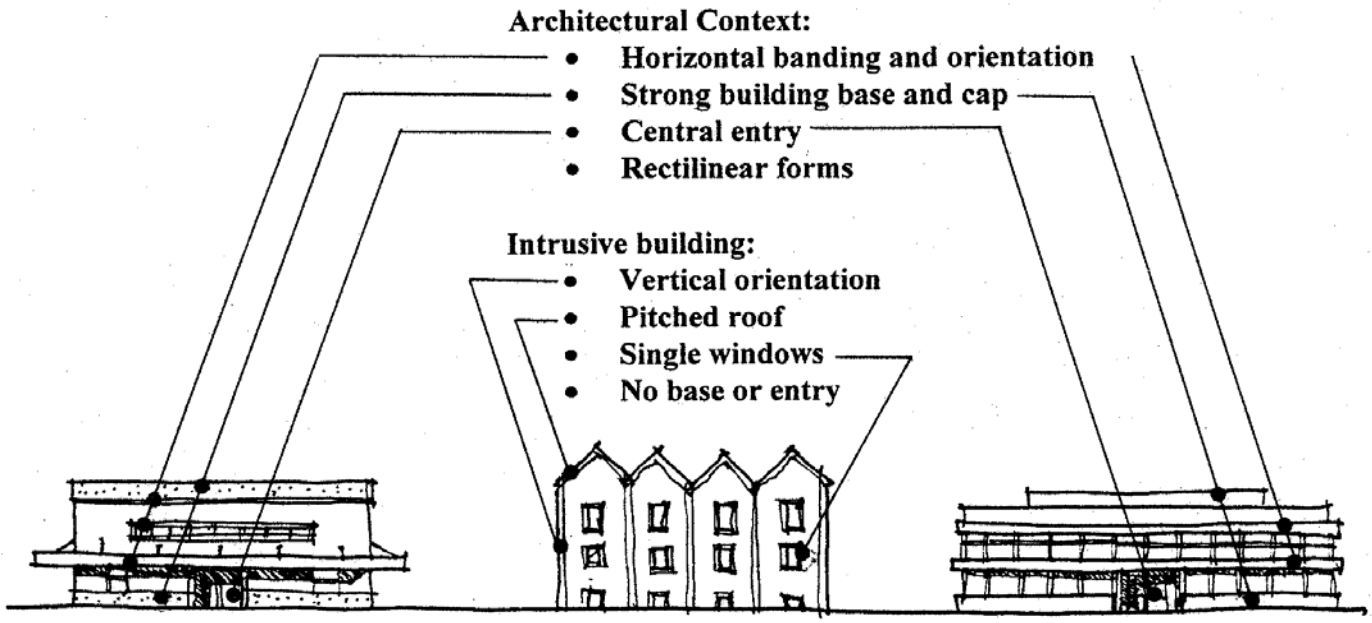 Architectural Context:
• Horizontal banding and orientation
• Strong building base and cap
• Central entry
• Rectilinear forms
Intrusive building:
• Vertical orientation
• Pitched roof
• Single windows
• No base or entry